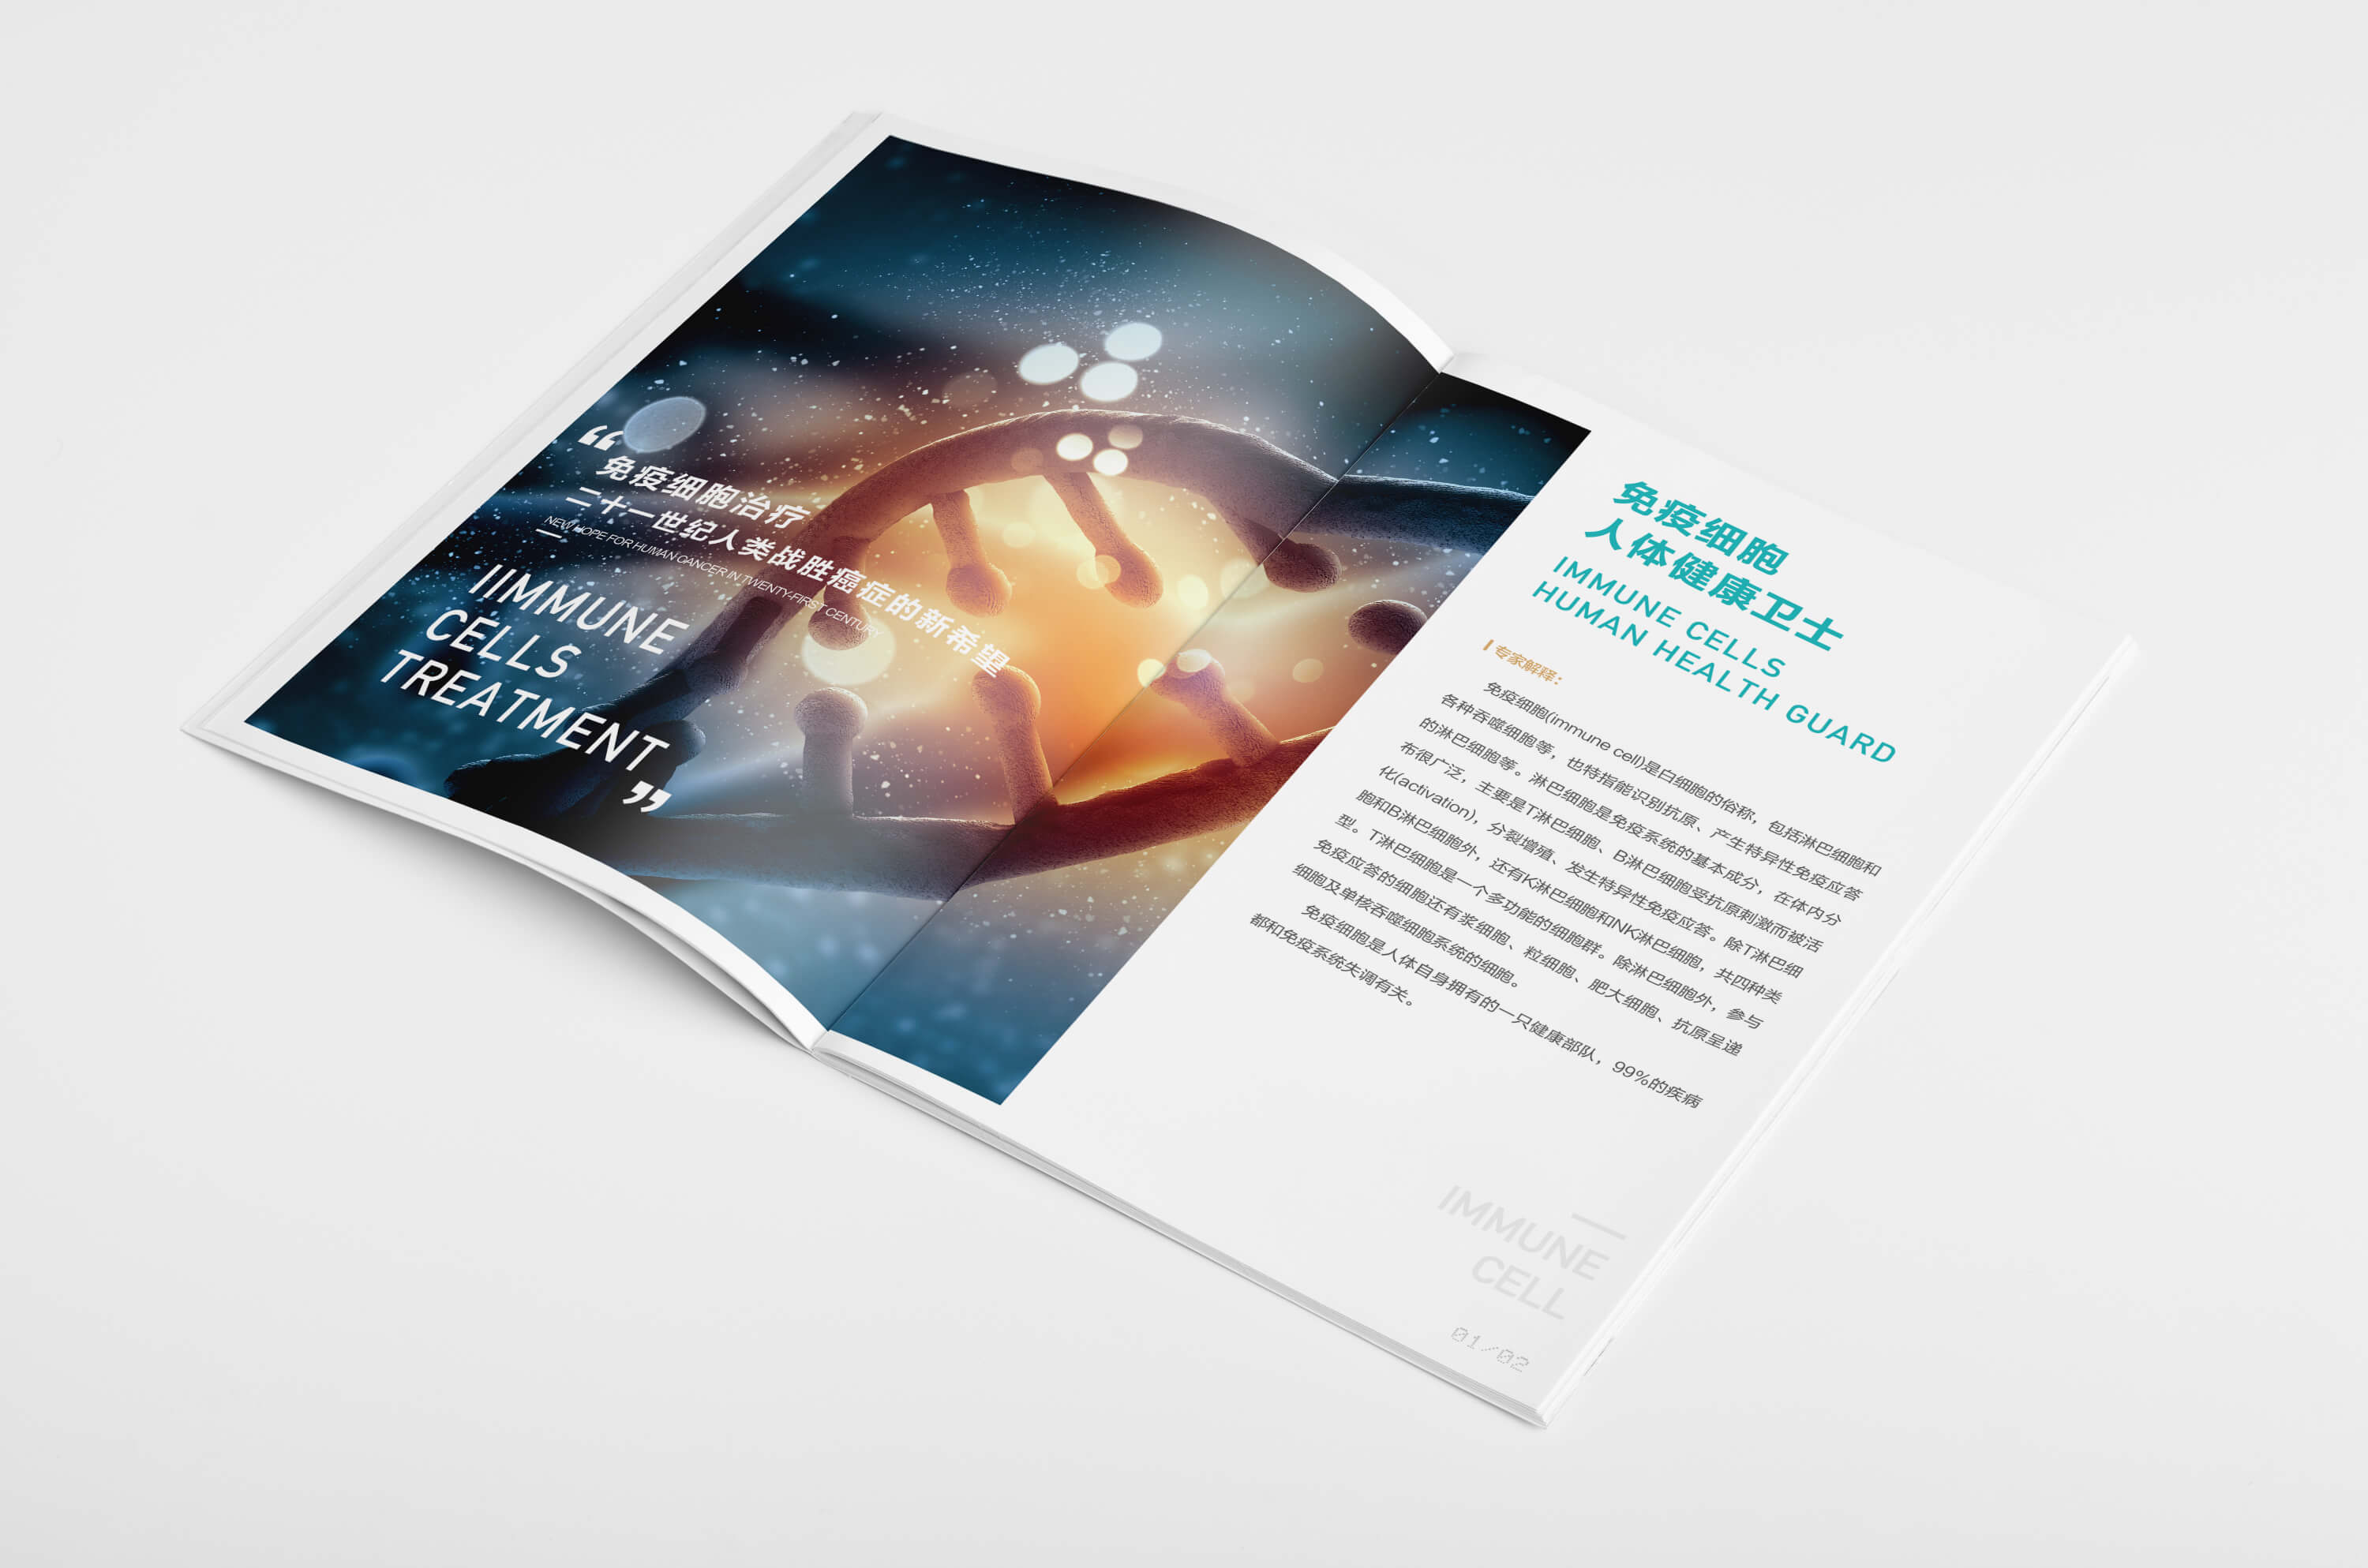 “
免疫细胞治疗
二十一世纪人类战胜癌症的新希望
NEW HOPE FOR HUMAN CANCER IN TWENTY-FIRST CENTURY
IIMMUNE
CELLS
TREATMENT
”
免疫细胞
人体健康卫士
IMMUNE CELLS
HUMAN HEALTH GUARD
专家解释：
免疫细胞(immune cell)是白细胞的俗称，包括淋巴细胞和
各种吞噬细胞等，也特指能识别抗原、产生特异性免疫应答
的淋巴细胞等。淋巴细胞是免疫系统的基本成分，在体内分
布很广泛，主要是T淋巴细胞、B淋巴细胞受抗原刺激而被活
化(activation)，分裂增殖、发生特异性免疫应答。除T淋巴细
胞和B淋巴细胞外，还有K淋巴细胞和NK淋巴细胞，共四种类
型。T淋巴细胞是一个多功能的细胞群。除淋巴细胞外，参与
免疫应答的细胞还有浆细胞、粒细胞、肥大细胞、抗原呈递
细胞及单核吞噬细胞系统的细胞。
免疫细胞是人体自身拥有的一只健康部队，99%的疾病
都和免疫系统失调有关。
IMMUNE
CELL
01/02